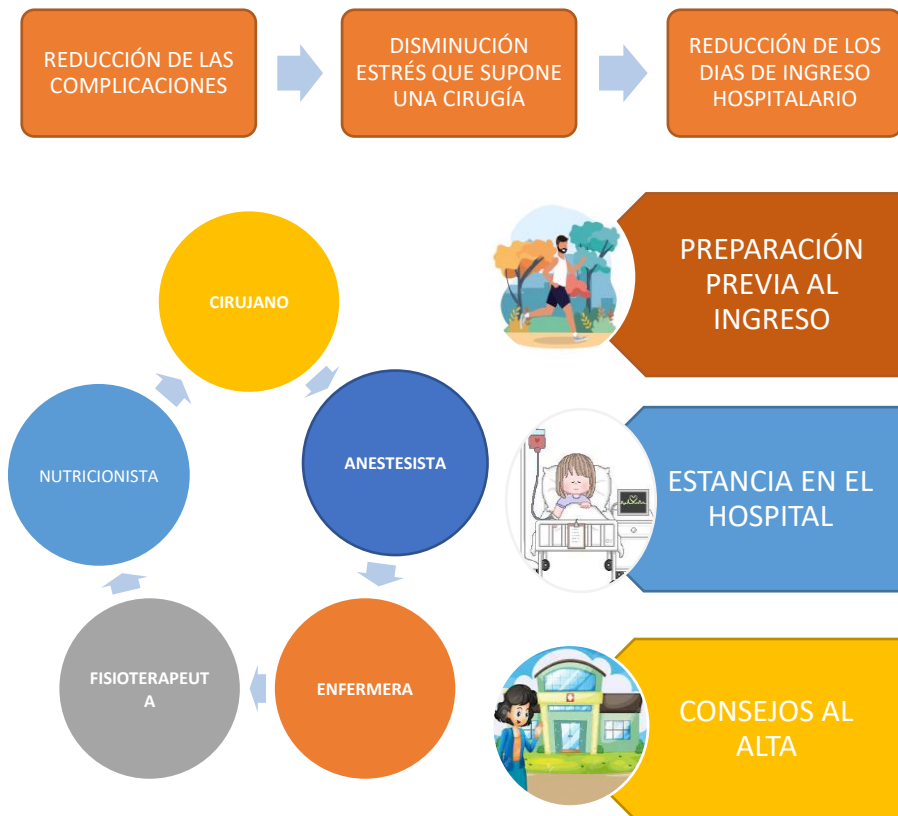 REDUCCIÓN DE LAS
COMPLICACIONES
DISMINUCIÓN
ESTRÉS QUE SUPONE
UNA CIRUGÍA
REDUCCIÓN DE LOS
DIAS DE INGRESO
HOSPITALARIO
CIRUJANO
ANESTESISTA
ENFERMERA
FISIOTERAPEUT
A
NUTRICIONISTA
PREPARACIÓN
PREVIA AL
INGRESO
ESTANCIA EN EL
HOSPITAL
CONSEJOS AL
ALTA